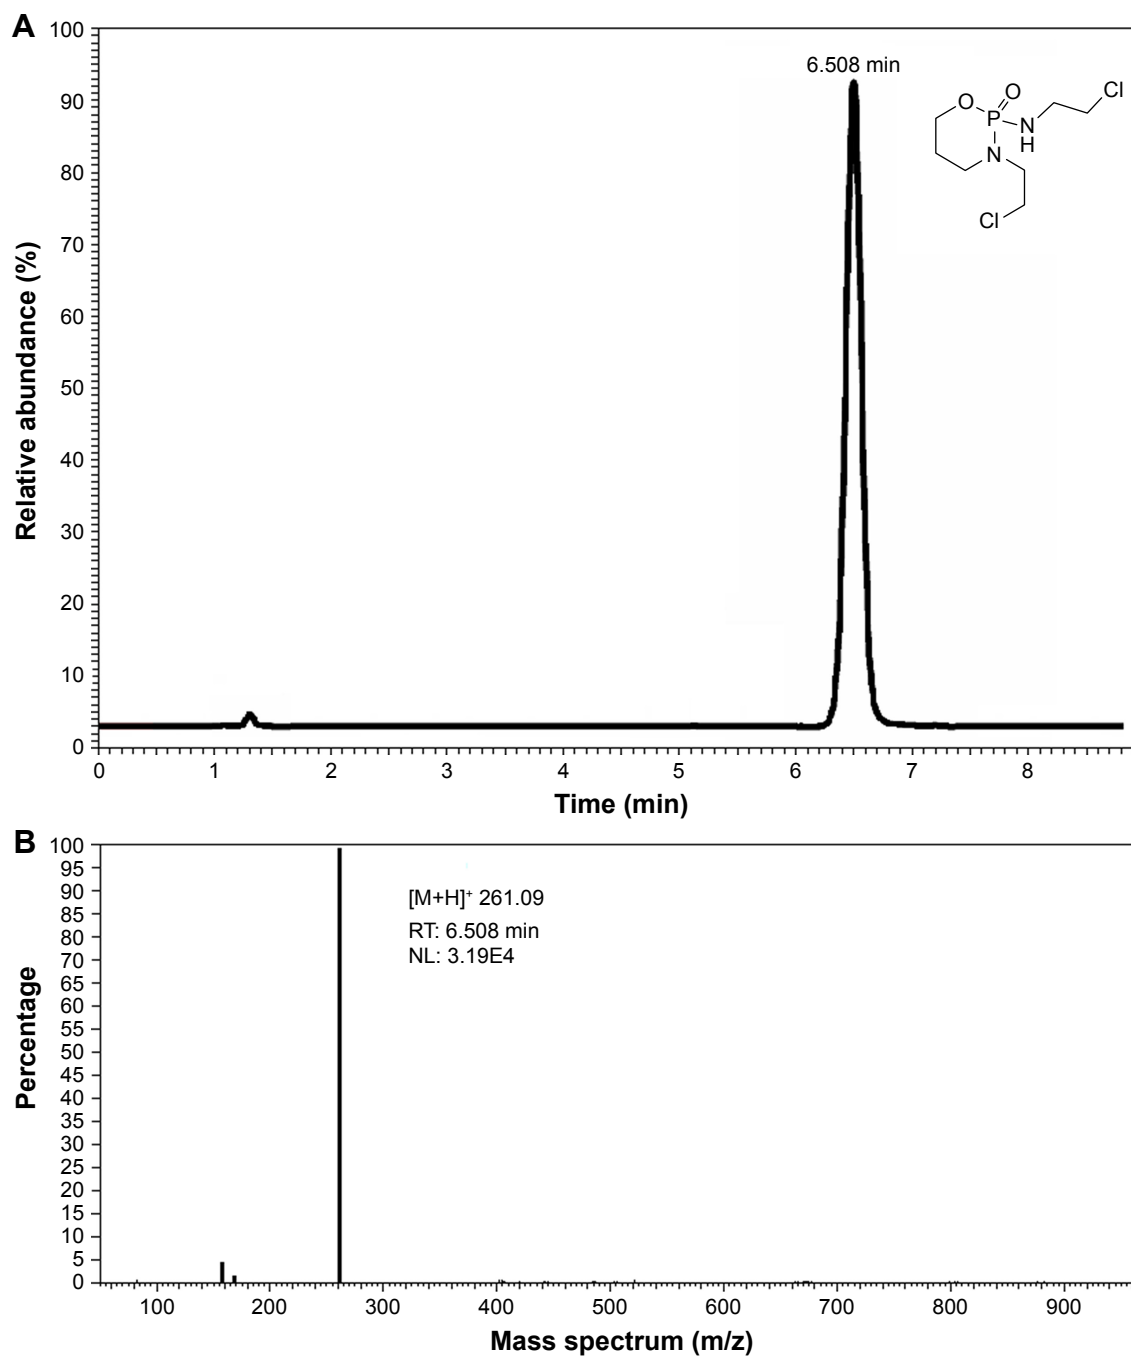 A
100
90
80
70
60
50
40
30
20
10
0
Relative abundance (%)
6.508 min
O
O
P
N
H
Cl
N
Cl
0 1 2 3 4 5 6 7 8
Time (min)
B
100
95
90
85
80
75
70
65
60
55
50
45
40
35
30
25
20
15
10
5
0
Percentage
[M+H]⁺ 261.09
RT: 6.508 min
NL: 3.19E4
100 200 300 400 500 600 700 800 900
Mass spectrum (m/z)